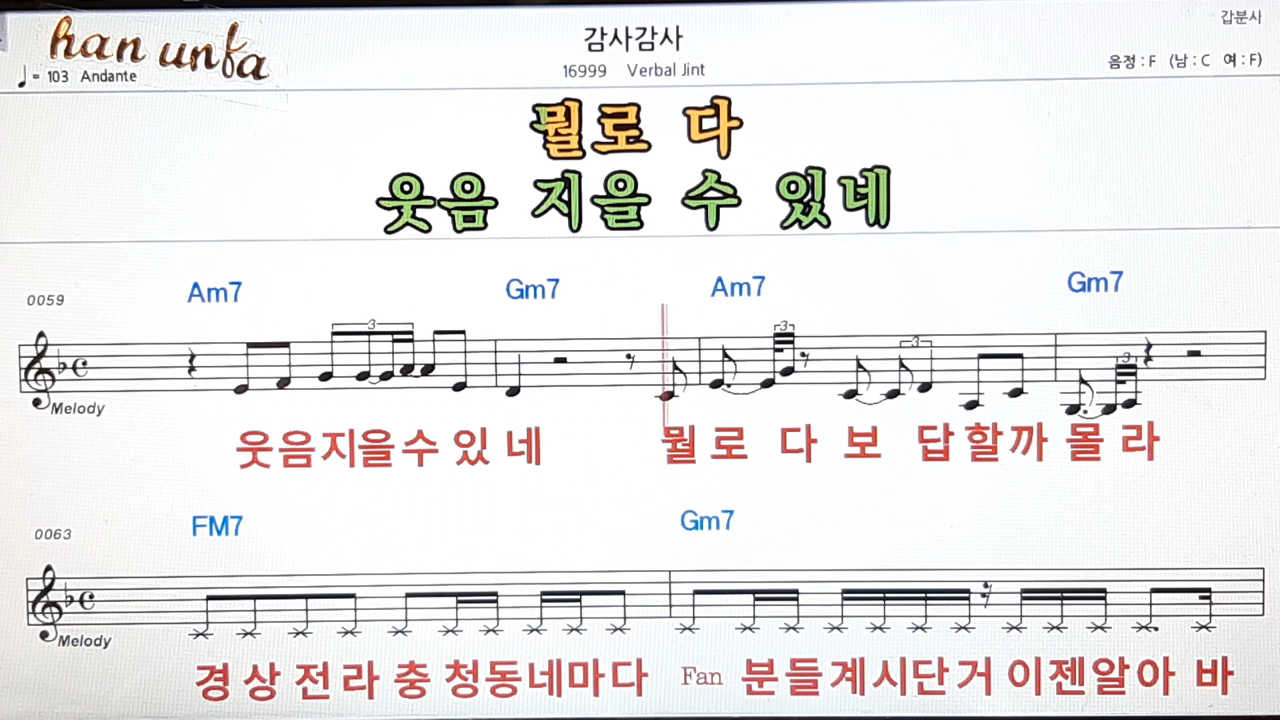 han unfa
감사감사
갑분사
♩= 103 Andante
16999 Verbal Jint
음정 : F (남 : C 여 : F)
뭘로 다
웃음 지을 수 있네
0059 Am7 Gm7 Am7 Gm7
3 3 3 3
Melody
웃음지을수 있 네 뭘 로 다 보 답할까 몰 라
0063 FM7 Gm7
Melody
경상 전라 충 청동네마다 Fan 분들계시단거 이젠알아 바